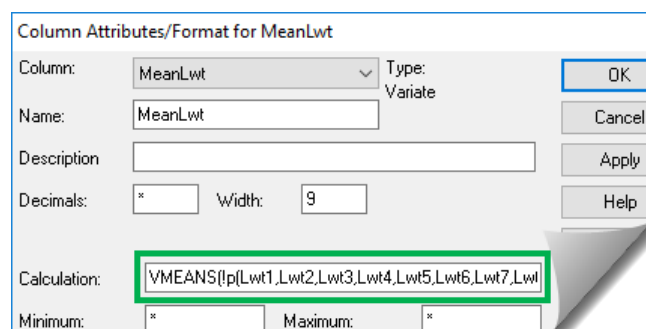 Column Attributes/Format for MeanLwt
Column: MeanLwt Type: OK
Variate
Name: MeanLwt Cancel
Description Apply
Decimals: * Width: 9 Help
Calculation: VMEANS(!p(Lwt1,Lwt2,Lwt3,Lwt4,Lwt5,Lwt6,Lwt7,Lwt
Minimum: * Maximum: *